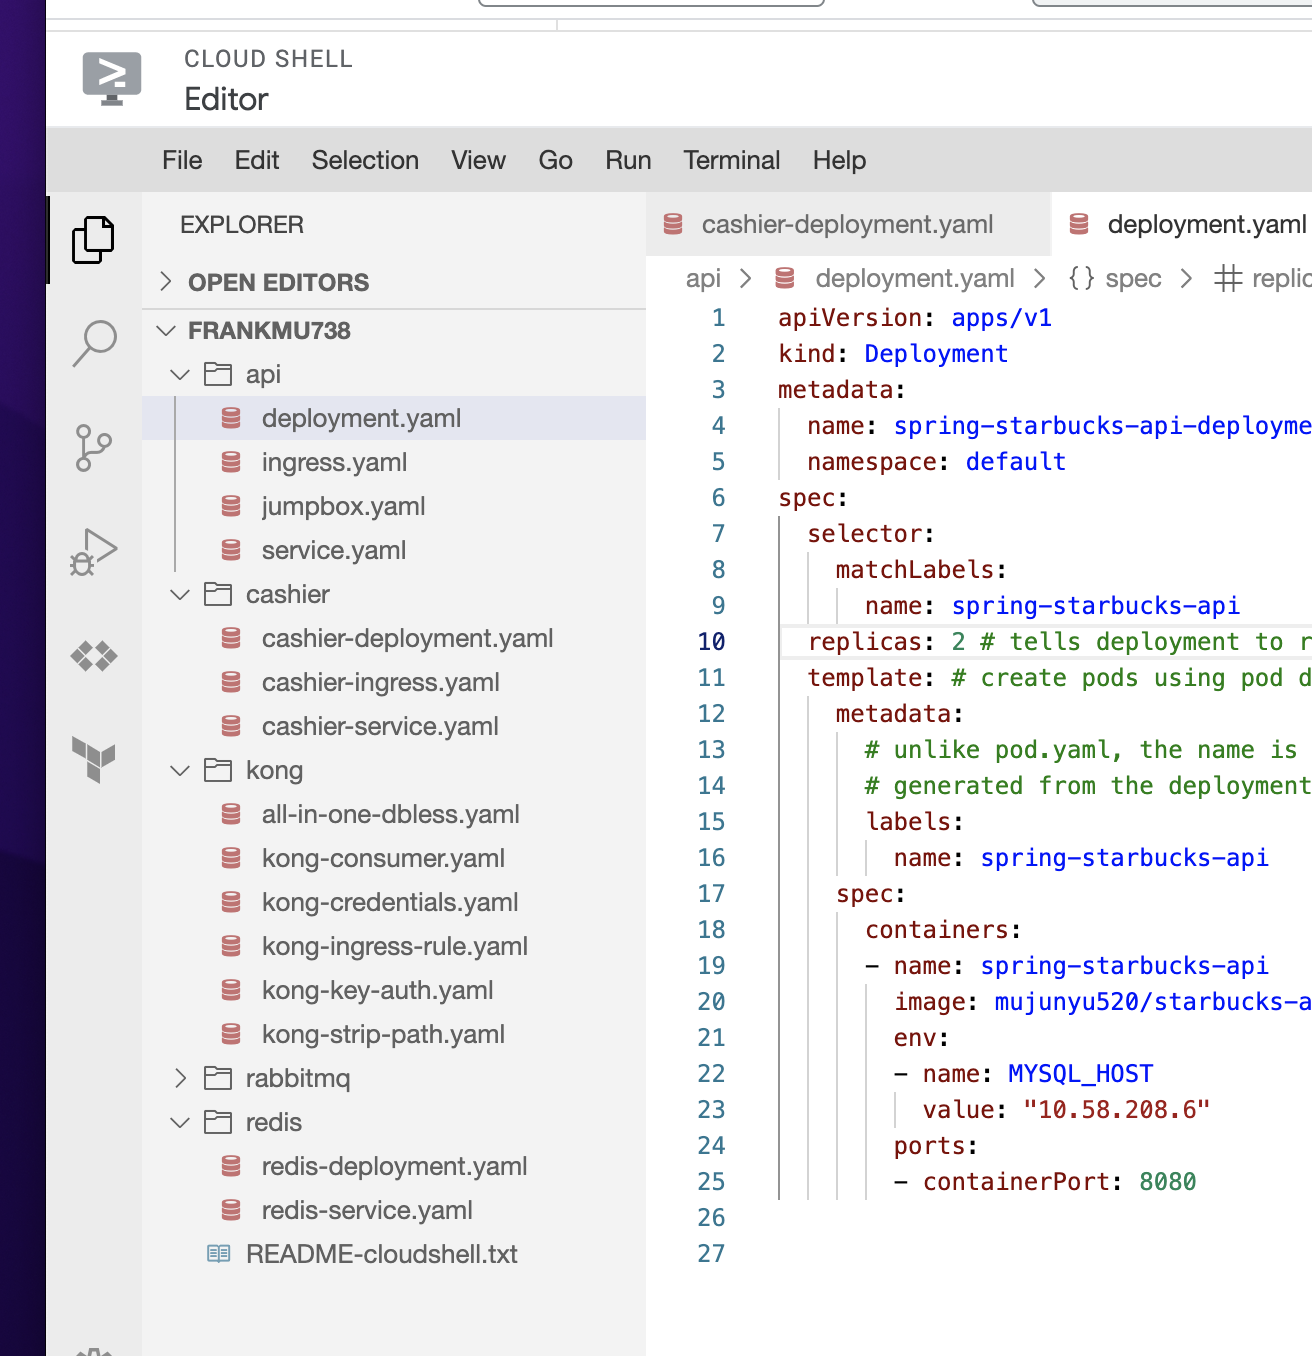 CLOUD SHELL
Editor
File Edit Selection View Go Run Terminal Help
EXPLORER
OPEN EDITORS
FRANKMU738
api
deployment.yaml
ingress.yaml
jumpbox.yaml
service.yaml
cashier
cashier-deployment.yaml
cashier-ingress.yaml
cashier-service.yaml
kong
all-in-one-dbless.yaml
kong-consumer.yaml
kong-credentials.yaml
kong-ingress-rule.yaml
kong-key-auth.yaml
kong-strip-path.yaml
rabbitmq
redis
redis-deployment.yaml
redis-service.yaml
README-cloudshell.txt
cashier-deployment.yaml deployment.yaml
api > deployment.yaml > {} spec > # replic
1 apiVersion: apps/v1
2 kind: Deployment
3 metadata:
4 name: spring-starbucks-api-deployme
5 namespace: default
6 spec:
7 selector:
8 matchLabels:
9 name: spring-starbucks-api
10 replicas: 2 # tells deployment to r
11 template: # create pods using pod d
12 metadata:
13 # unlike pod.yaml, the name is
14 # generated from the deployment
15 labels:
16 name: spring-starbucks-api
17 spec:
18 containers:
19 - name: spring-starbucks-api
20 image: mujunyu520/starbucks-a
21 env:
22 - name: MYSQL_HOST
23 value: "10.58.208.6"
24 ports:
25 - containerPort: 8080
26
27